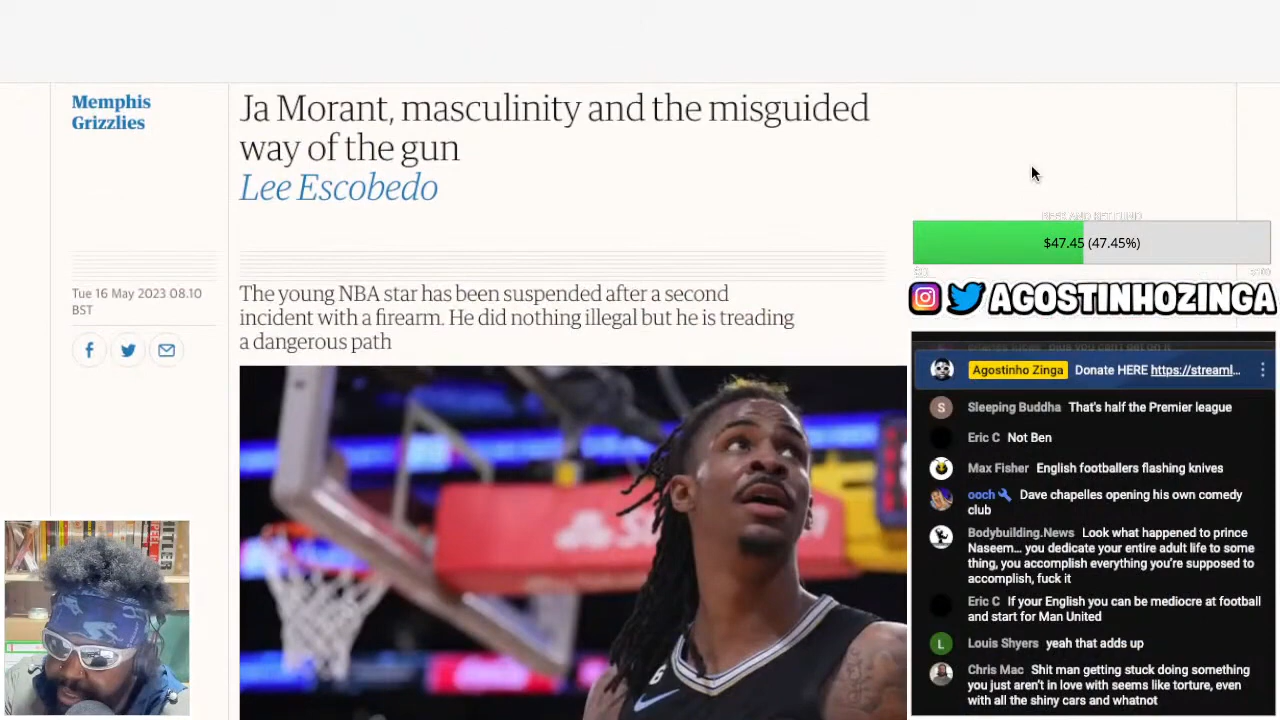 Memphis
Grizzlies
Ja Morant, masculinity and the misguided
way of the gun
Lee Escobedo
Tue 16 May 2023 08.10
BST
The young NBA star has been suspended after a second
incident with a firearm. He did nothing illegal but he is treading
a dangerous path
$47.45 (47.45%)
AGOSTINHOZINGA
Agostinho Zinga Donate HERE https://streaml...
S Sleeping Buddha That's half the Premier league
Eric C Not Ben
Max Fisher English footballers flashing knives
ooch Dave chapelles opening his own comedy
club
Bodybuilding.News Look what happened to prince
Naseem... you dedicate your entire adult life to some
thing, you accomplish everything you're supposed to
accomplish, fuck it
Eric C If your English you can be mediocre at football
and start for Man United
L Louis Shyers yeah that adds up
Chris Mac Shit man getting stuck doing something
you just aren't in love with seems like torture, even
with all the shiny cars and whatnot